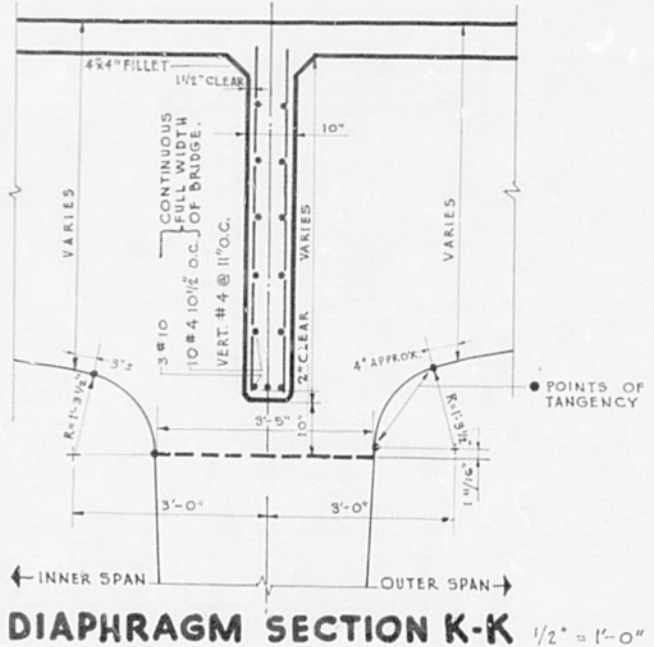 4"x4" FILLET
1 1/2" CLEAR
10"
CONTINUOUS
FULL WIDTH
OF BRIDGE.
VARIES
3 #10
10 #4 10 1/2" O.C.
VERT. #4 @ 11" O.C.
VARIES
2" CLEAR
VARIES
3" ±
R=1'-3 1/2"
4" APPROX.
R=1'-3 1/2"
POINTS OF
TANGENCY
3'-5"
10"
1 11/16"
3'-0"
3'-0"
INNER SPAN
OUTER SPAN
DIAPHRAGM SECTION K-K 1/2" = 1'-0"